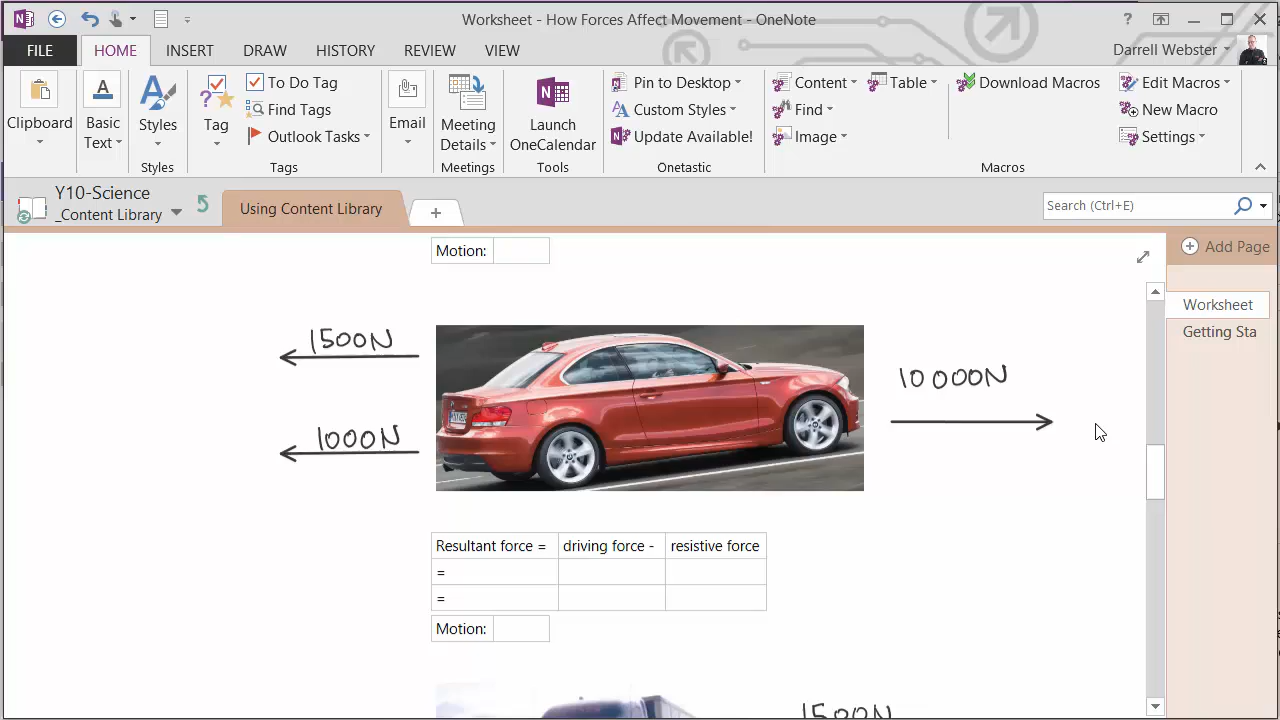 Worksheet - How Forces Affect Movement - OneNote
?
FILE HOME INSERT DRAW HISTORY REVIEW VIEW
Darrell Webster
Clipboard
Basic Text
Styles
Styles
Tag
To Do Tag
Find Tags
Outlook Tasks
Tags
Email
Meeting Details
Meetings
Launch OneCalendar
Tools
Pin to Desktop
Custom Styles
Update Available!
Onetastic
Content
Find
Image
Table
Download Macros
Edit Macros
New Macro
Settings
Macros
Y10-Science
_Content Library
Using Content Library
+
Search (Ctrl+E)
Add Page
Worksheet
Getting Sta
Motion:
1500N
1000N
10 000N
Resultant force = driving force - resistive force
=
=
Motion:
1500N